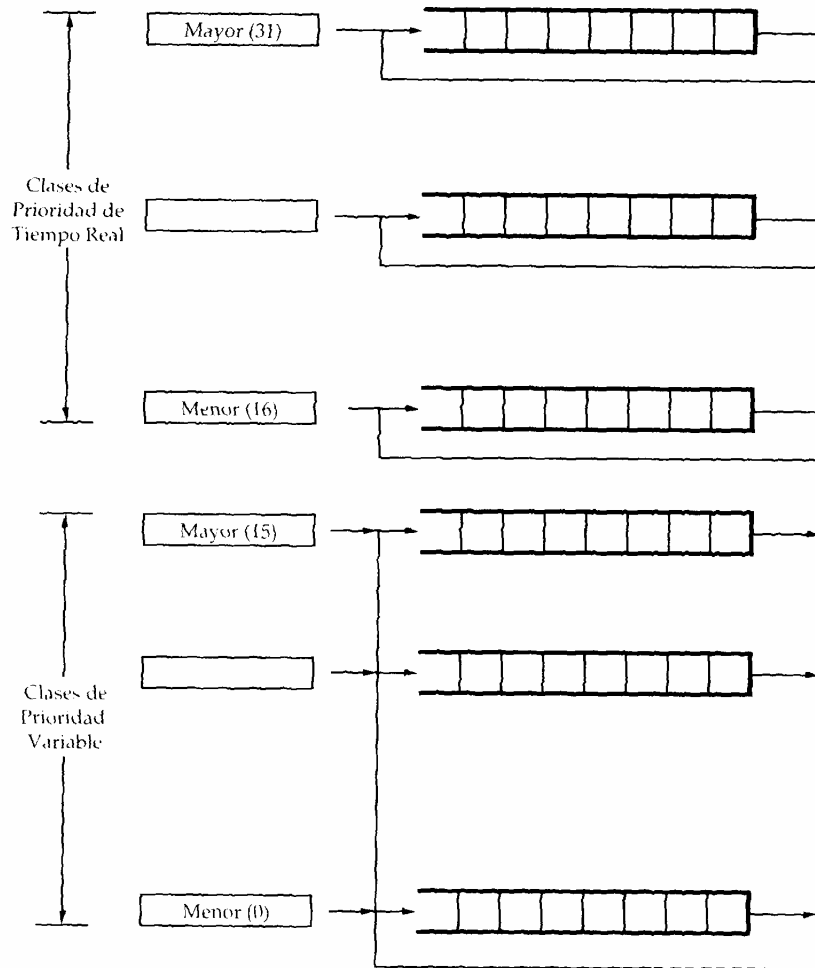 Mayor (31)
Clases de
Prioridad de
Tiempo Real
Menor (16)
Mayor (15)
Clases de
Prioridad
Variable
Menor (0)